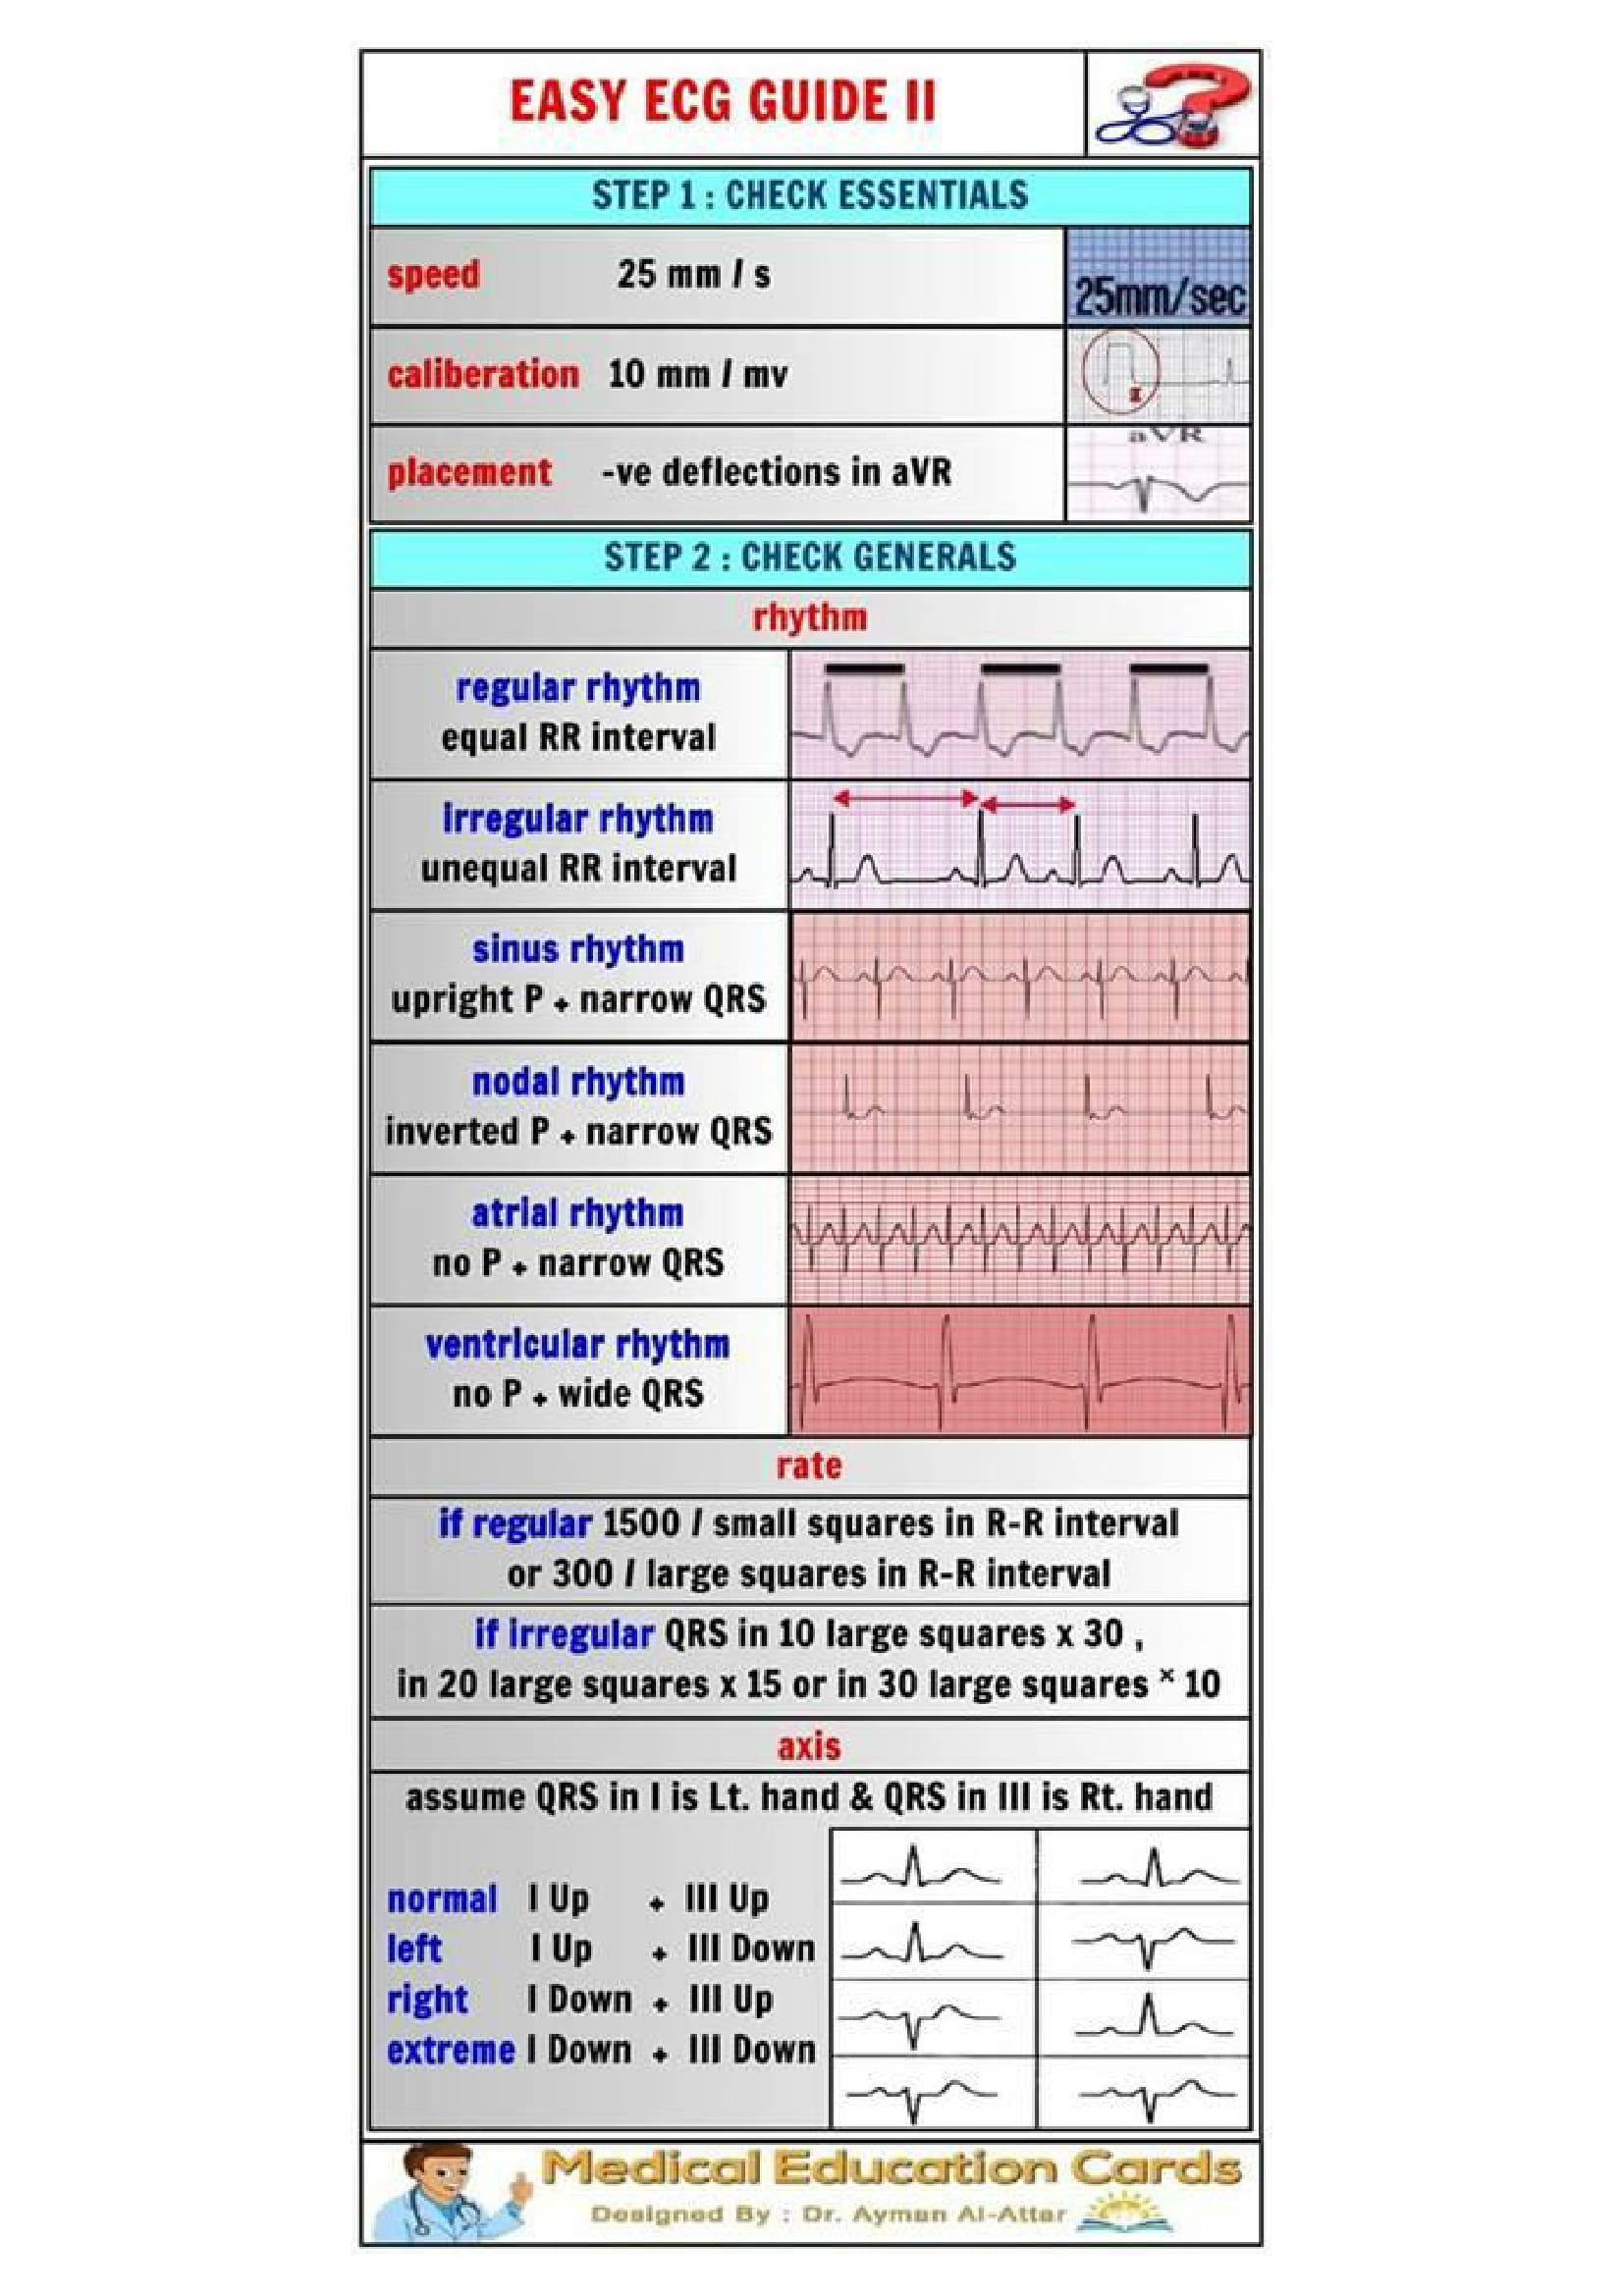 EASY ECG GUIDE II
STEP 1 : CHECK ESSENTIALS
speed 25 mm / s
25mm/sec
caliberation 10 mm / mv
placement -ve deflections in aVR
aVR
STEP 2 : CHECK GENERALS
rhythm
regular rhythm
equal RR interval
irregular rhythm
unequal RR interval
sinus rhythm
upright P + narrow QRS
nodal rhythm
inverted P + narrow QRS
atrial rhythm
no P + narrow QRS
ventricular rhythm
no P + wide QRS
rate
if regular 1500 / small squares in R-R interval
or 300 / large squares in R-R interval
if irregular QRS in 10 large squares x 30 ,
in 20 large squares x 15 or in 30 large squares × 10
axis
assume QRS in I is Lt. hand & QRS in III is Rt. hand
normal I Up + III Up
left I Up + III Down
right I Down + III Up
extreme I Down + III Down
Medical Education Cards
Designed By : Dr. Ayman Al-Attar